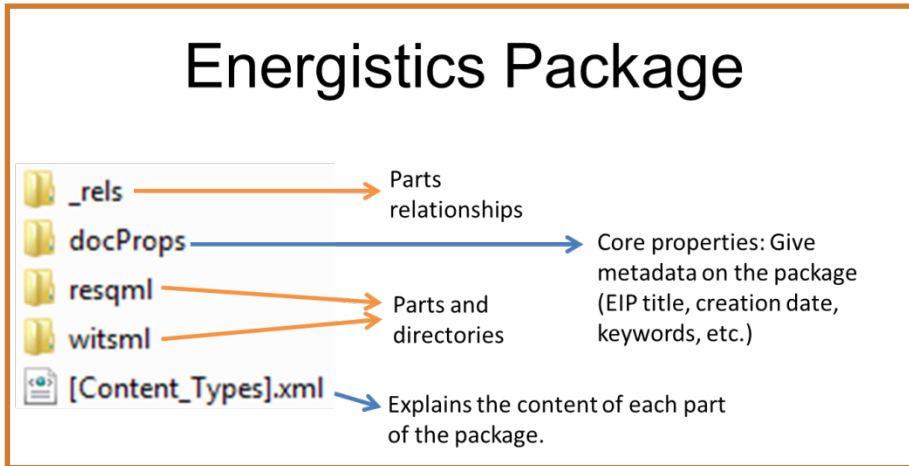 Energistics Package
_rels
Parts
relationships
docProps
Core properties: Give
metadata on the package
(EIP title, creation date,
keywords, etc.)
resqml
witsml
Parts and
directories
[Content_Types].xml
Explains the content of each part
of the package.